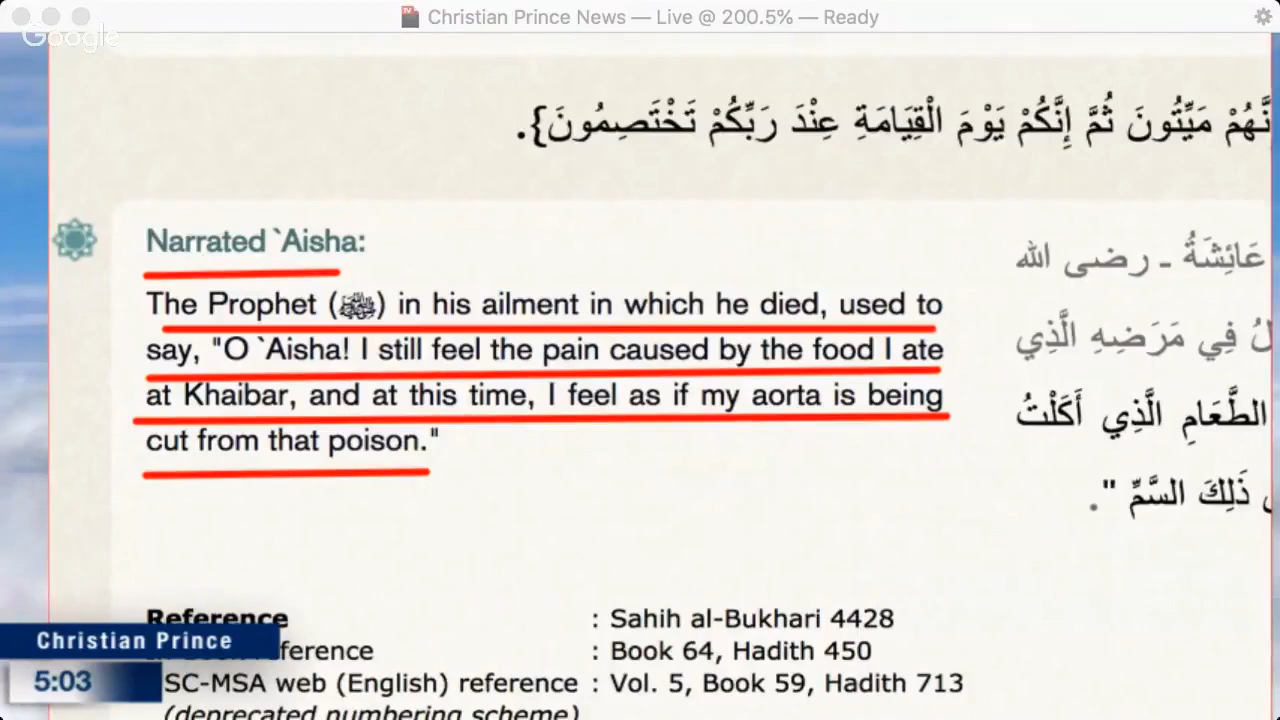 Christian Prince News — Live @ 200.5% — Ready
Google
نَّهُمْ مَيِّتُونَ ثُمَّ إِنَّكُمْ يَوْمَ الْقِيَامَةِ عِنْدَ رَبِّكُمْ تَخْتَصِمُونَ}.
Narrated `Aisha:
The Prophet (ﷺ) in his ailment in which he died, used to
say, "O `Aisha! I still feel the pain caused by the food I ate
at Khaibar, and at this time, I feel as if my aorta is being
cut from that poison."
عَائِشَةُ ـ رضى الله
فِي مَرَضِهِ الَّذِي
الطَّعَامِ الَّذِي أَكَلْتُ
ذَلِكَ السَّمِّ ".
Reference : Sahih al-Bukhari 4428
ference : Book 64, Hadith 450
SC-MSA web (English) reference : Vol. 5, Book 59, Hadith 713
(deprecated numbering scheme)
Christian Prince
5:03